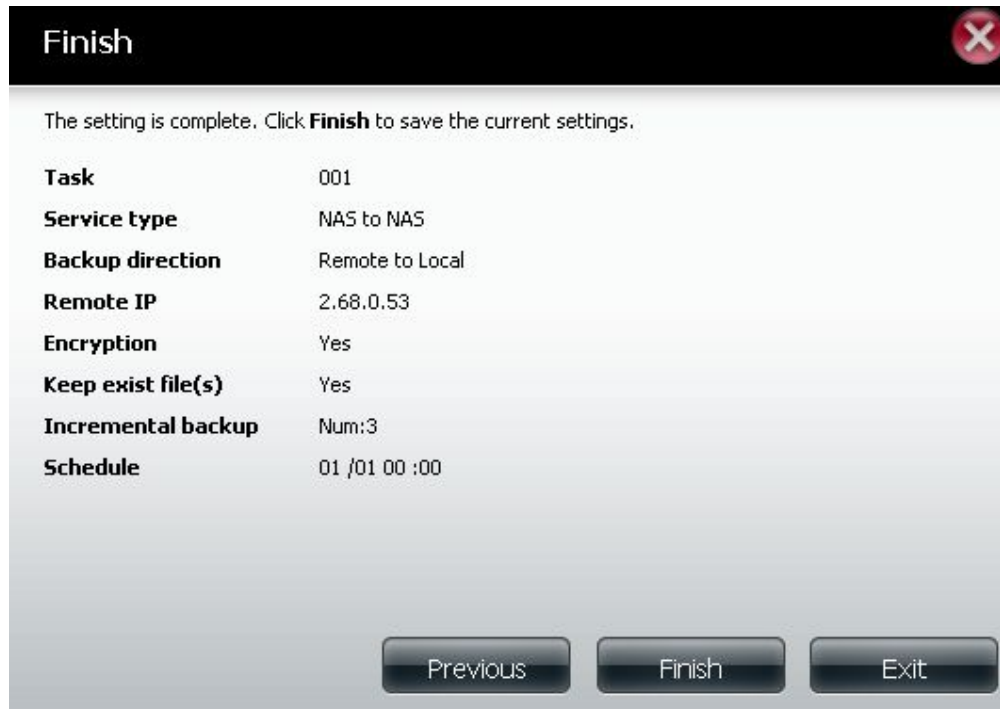 Finish
The setting is complete. Click Finish to save the current settings.
Task 001
Service type NAS to NAS
Backup direction Remote to Local
Remote IP 2.68.0.53
Encryption Yes
Keep exist file(s) Yes
Incremental backup Num:3
Schedule 01 /01 00 :00
Previous Finish Exit